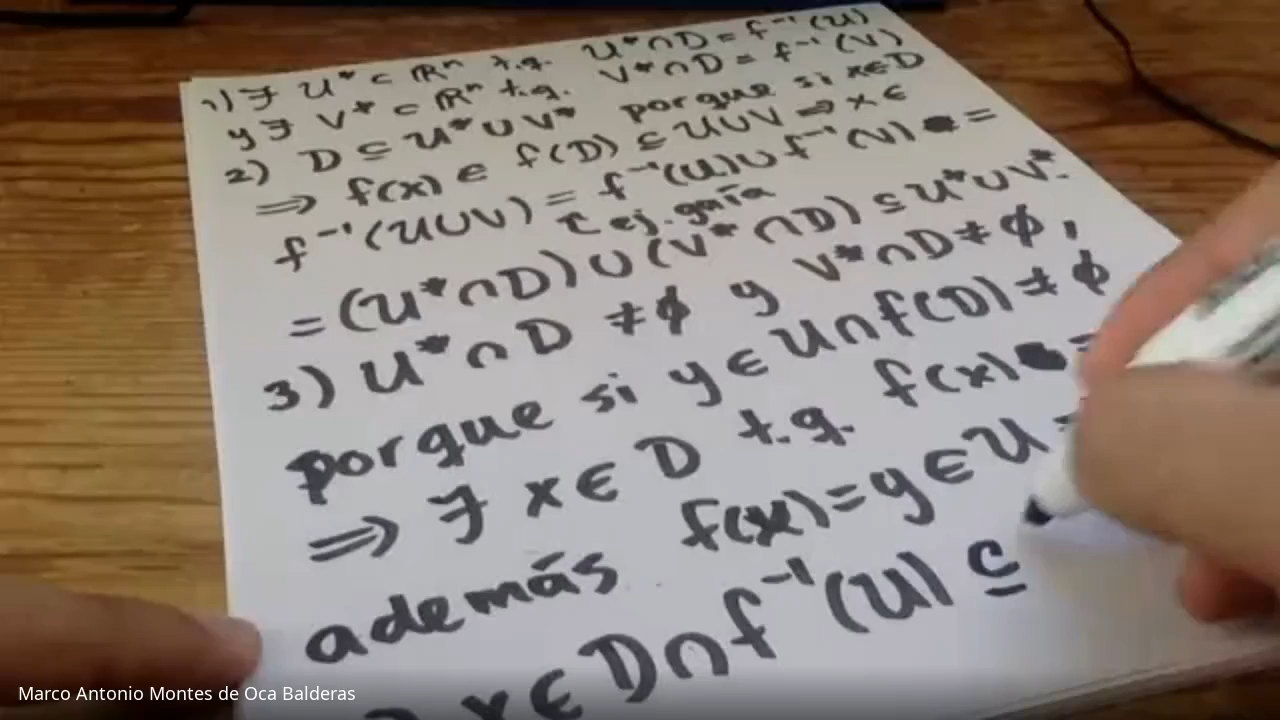 1) ∃ U* ⊂ ℝⁿ t.q. U*∩D = f⁻¹(U)
y ∃ V* ⊂ ℝⁿ t.q. V*∩D = f⁻¹(V)
2) D ⊆ U*∪V* porque si x∈D
⇒ f(x) ∈ f(D) ⊆ U∪V ⇒ x ∈
f⁻¹(U∪V) = f⁻¹(U)∪f⁻¹(V) =
ej. guía
= (U*∩D)∪(V*∩D) ⊆ U*∪V*.
3) U*∩D ≠ ∅ y V*∩D ≠ ∅,
porque si y ∈ U∩f(D) ≠ ∅
⇒ ∃ x∈D t.q. f(x) =
además f(x)=y∈U
x∈D∩f⁻¹(U) ⊆
Marco Antonio Montes de Oca Balderas